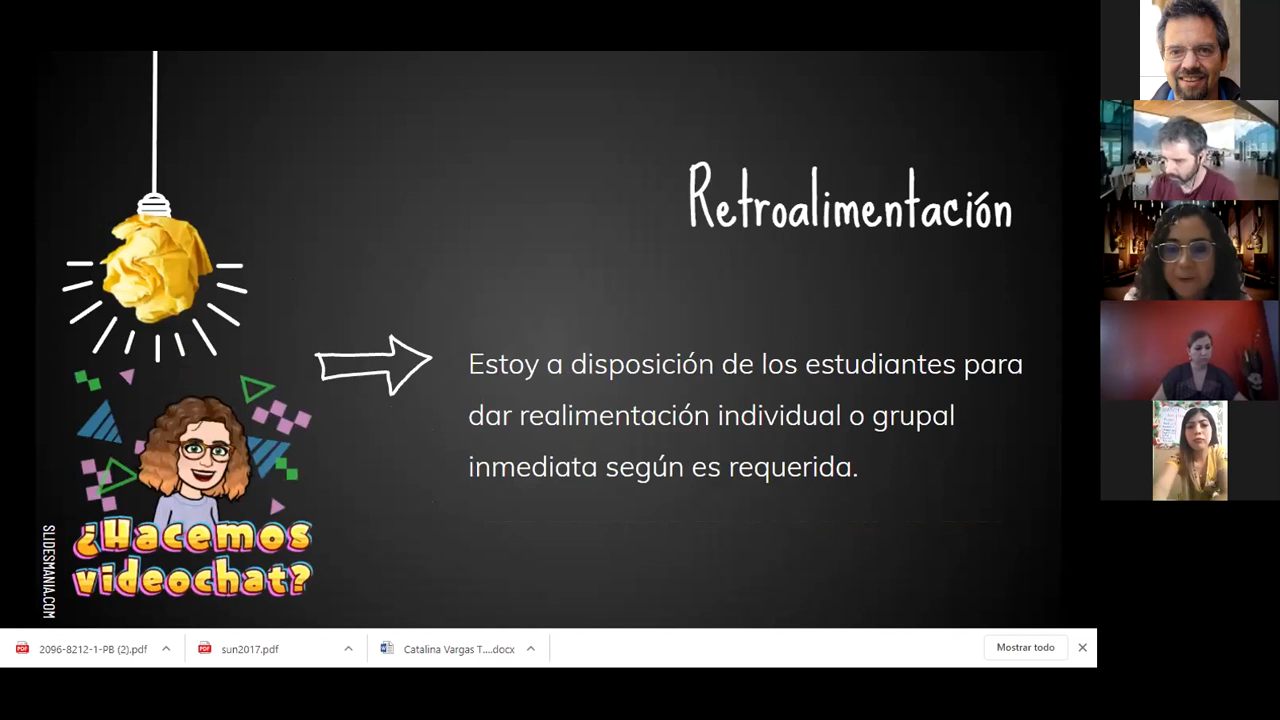 Retroalimentación
Estoy a disposición de los estudiantes para
dar realimentación individual o grupal
inmediata según es requerida.
¿Hacemos
videochat?
SLIDESMANIA.COM
2096-8212-1-PB (2).pdf
sun2017.pdf
Catalina Vargas T....docx
Mostrar todo